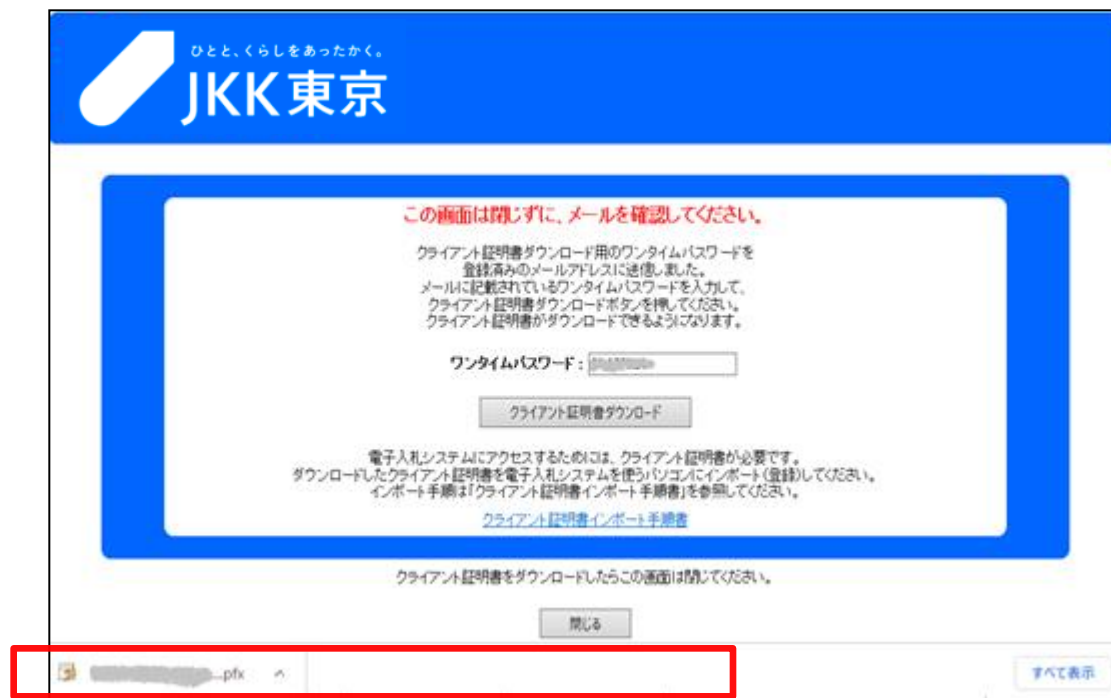 ひとと、くらしをあったかく。
JKK東京
この画面は閉じずに、メールを確認してください。
クライアント証明書ダウンロード用のワンタイムパスワードを
登録済みのメールアドレスに送信しました。
メールに記載されているワンタイムパスワードを入力して、
クライアント証明書ダウンロードボタンを押してください。
クライアント証明書がダウンロードできるようになります。
ワンタイムパスワード：
クライアント証明書ダウンロード
電子入札システムにアクセスするためには、クライアント証明書が必要です。
ダウンロードしたクライアント証明書を電子入札システムを使うパソコンにインポート(登録)してください。
インポート手順は「クライアント証明書インポート手順書」を参照してください。
クライアント証明書インポート手順書
クライアント証明書をダウンロードしたらこの画面は閉じてください。
閉じる
...pfx
すべて表示